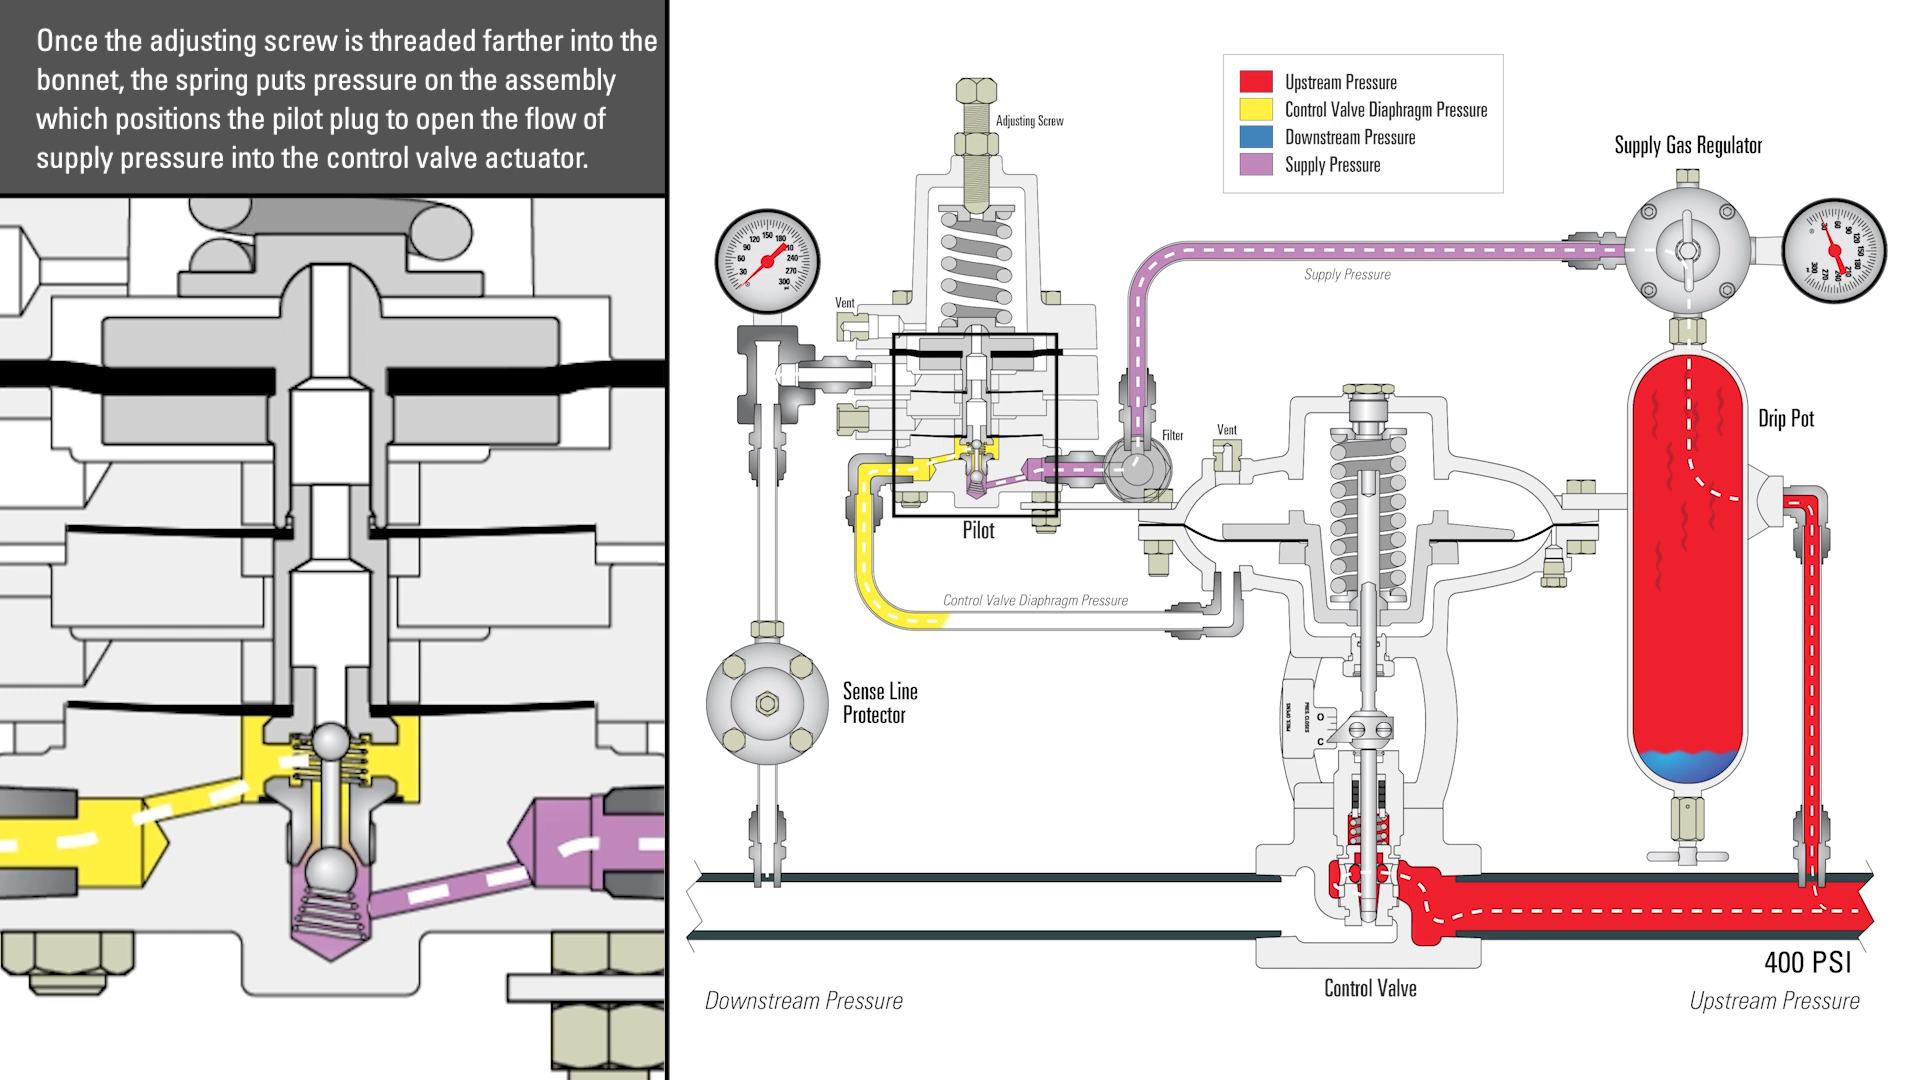 Once the adjusting screw is threaded farther into the
bonnet, the spring puts pressure on the assembly
which positions the pilot plug to open the flow of
supply pressure into the control valve actuator.
Upstream Pressure
Control Valve Diaphragm Pressure
Downstream Pressure
Supply Pressure
Adjusting Screw
Supply Gas Regulator
Supply Pressure
Vent
Filter
Vent
Drip Pot
Pilot
Control Valve Diaphragm Pressure
Sense Line
Protector
O
C
400 PSI
Control Valve
Downstream Pressure
Upstream Pressure